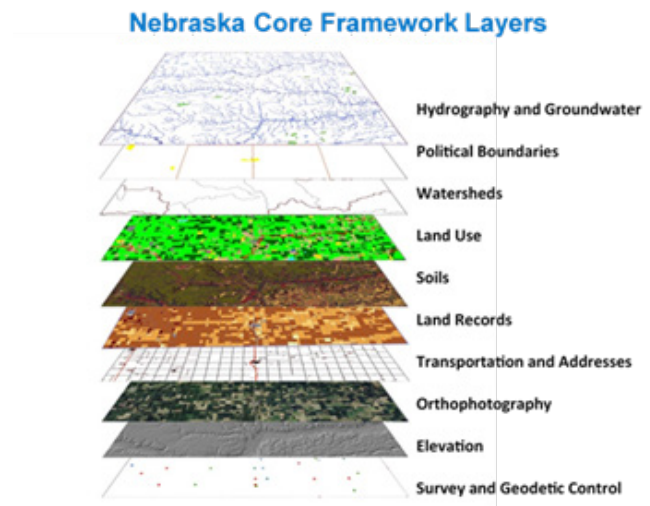 Nebraska Core Framework Layers
Hydrography and Groundwater
Political Boundaries
Watersheds
Land Use
Soils
Land Records
Transportation and Addresses
Orthophotography
Elevation
Survey and Geodetic Control